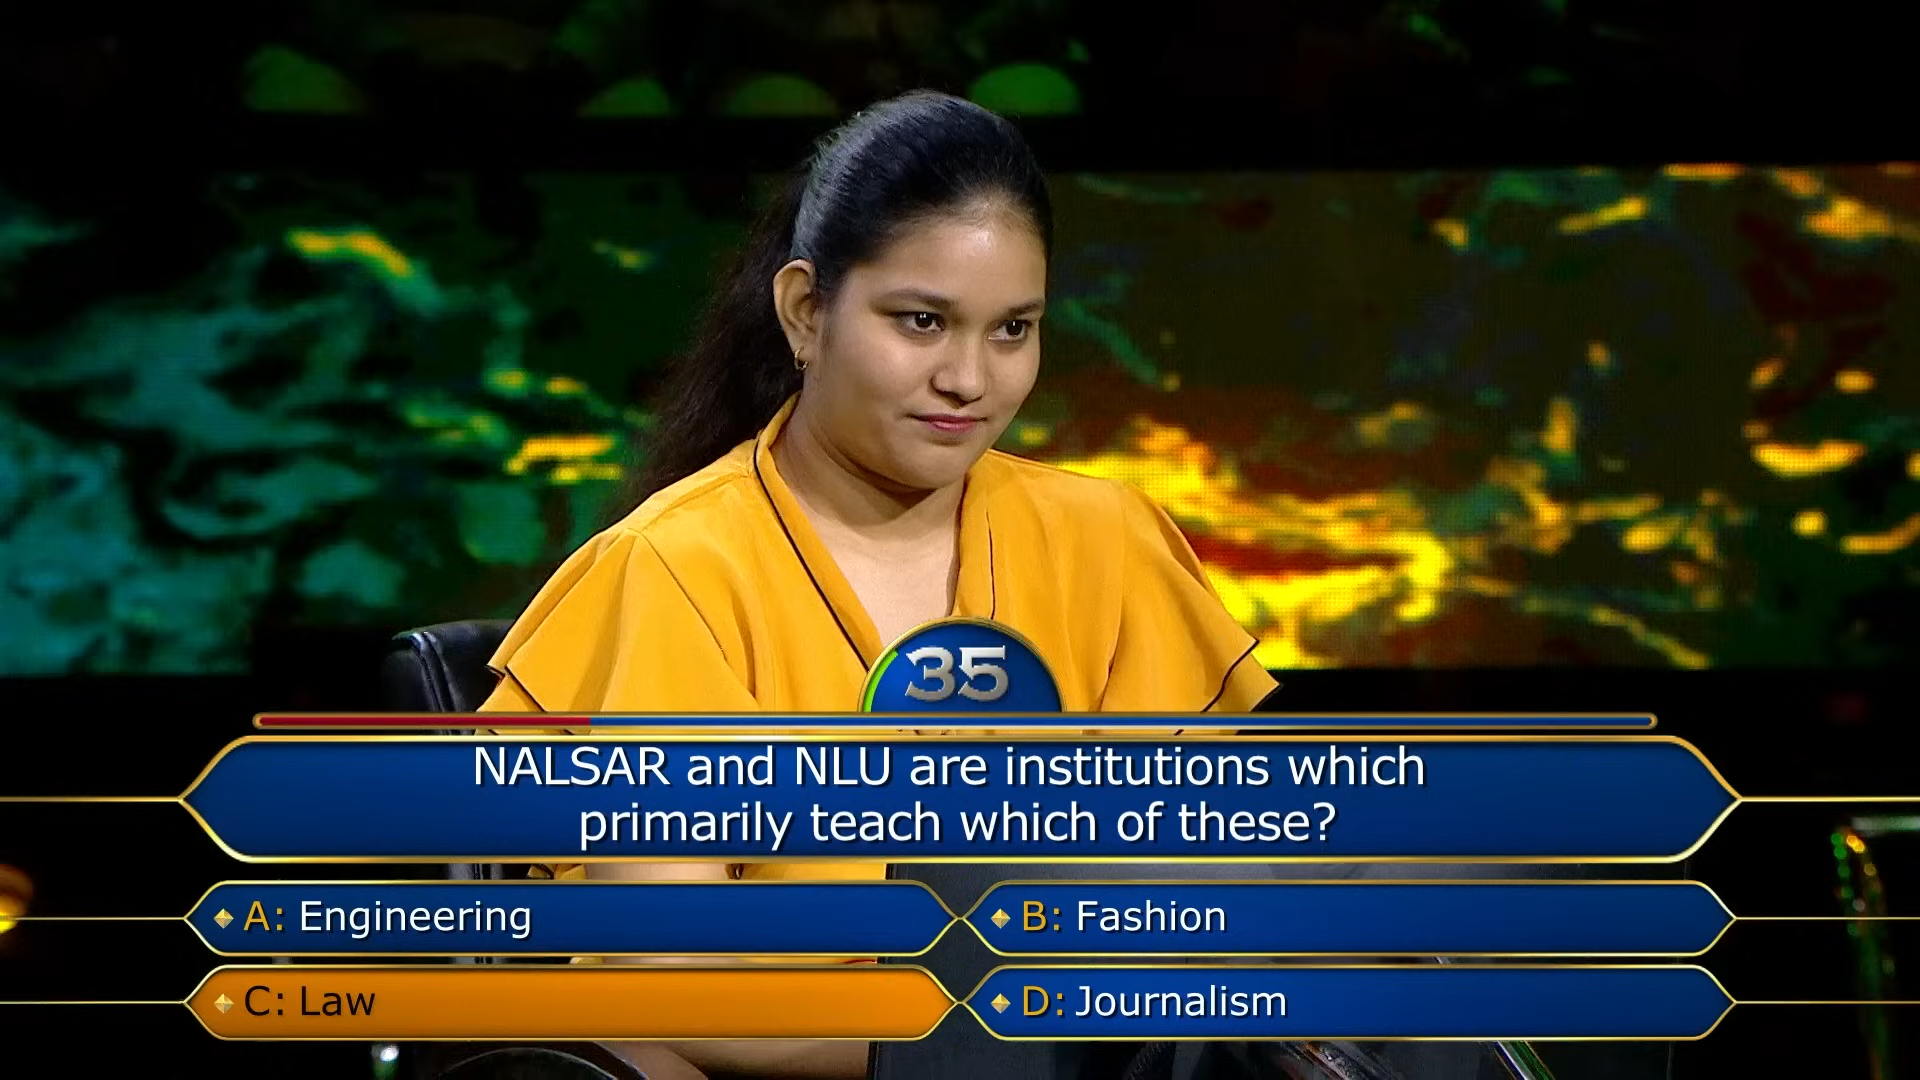 35
NALSAR and NLU are institutions which
primarily teach which of these?
A: Engineering
B: Fashion
C: Law
D: Journalism